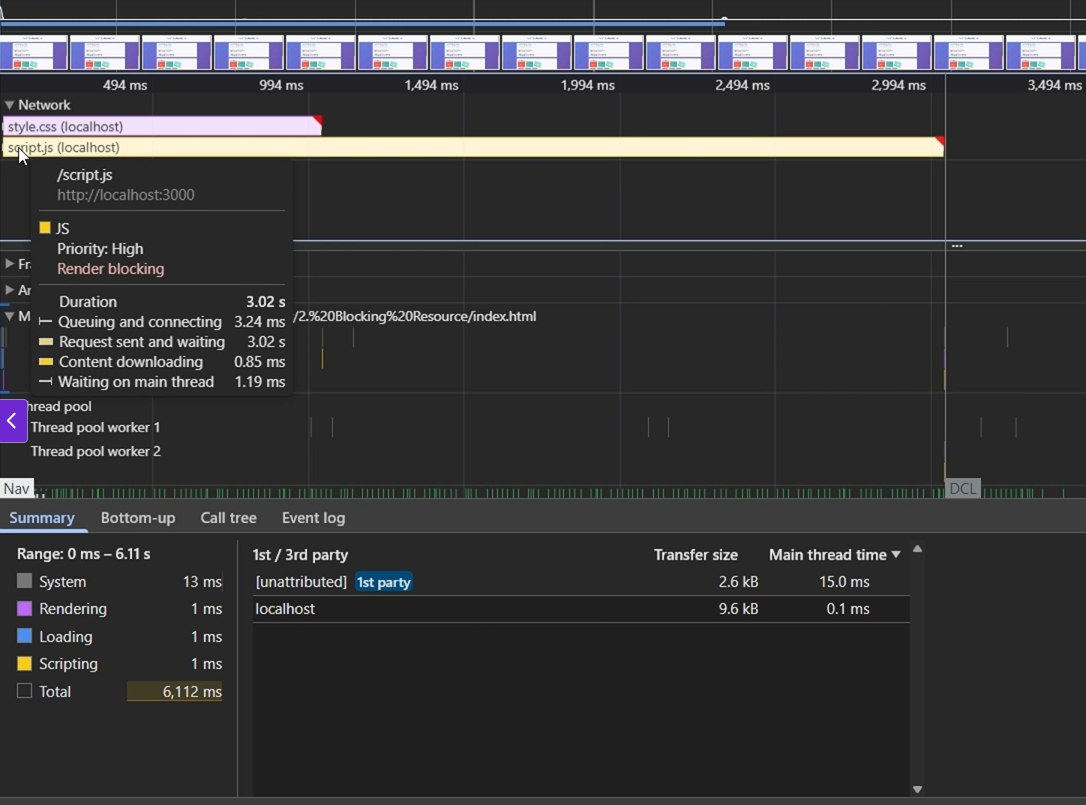 494 ms 994 ms 1,494 ms 1,994 ms 2,494 ms 2,994 ms 3,494 ms
Network
style.css (localhost)
script.js (localhost)
/script.js
http://localhost:3000
JS
Priority: High
Render blocking
Duration 3.02 s
Queuing and connecting 3.24 ms
Request sent and waiting 3.02 s
Content downloading 0.85 ms
Waiting on main thread 1.19 ms
...
Fr
An
M /2.%20Blocking%20Resource/index.html
hread pool
Thread pool worker 1
Thread pool worker 2
Nav DCL
Summary Bottom-up Call tree Event log
Range: 0 ms – 6.11 s
System 13 ms
Rendering 1 ms
Loading 1 ms
Scripting 1 ms
Total 6,112 ms
1st / 3rd party Transfer size Main thread time
[unattributed] 1st party 2.6 kB 15.0 ms
localhost 9.6 kB 0.1 ms